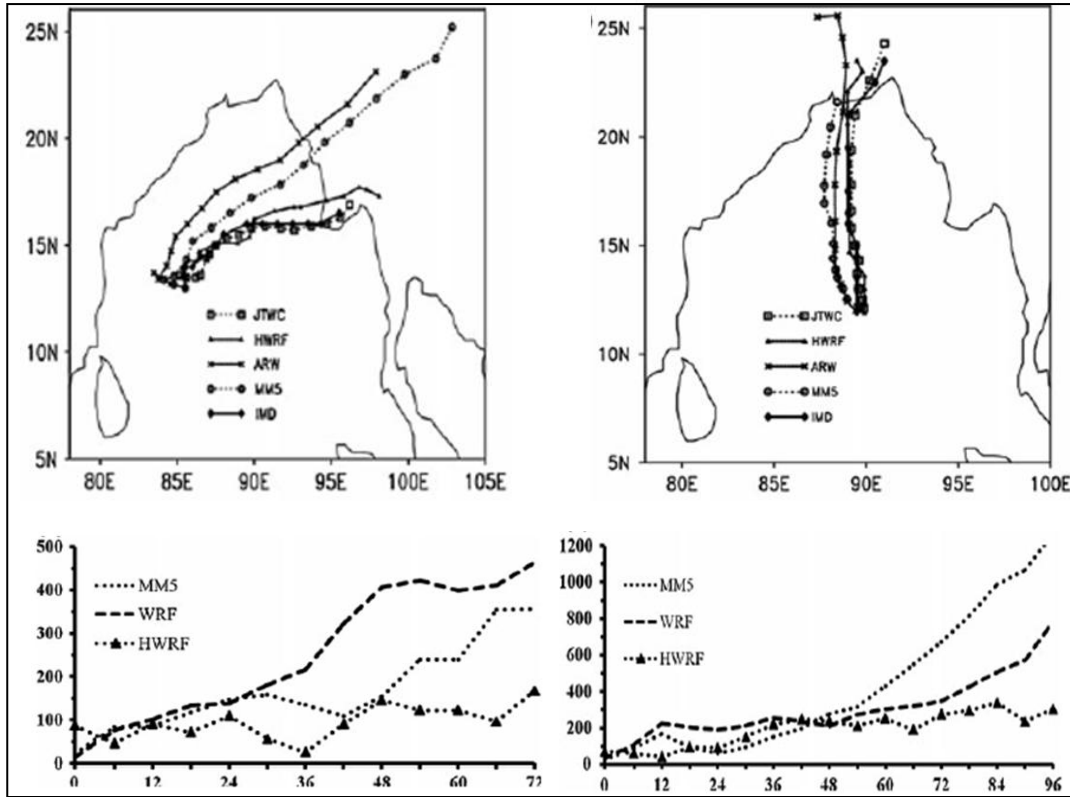 25N
20N
15N
10N
5N
80E 85E 90E 95E 100E 105E
JTWC
HWRF
ARW
MM5
IMD
25N
20N
15N
10N
5N
80E 85E 90E 95E 100E
JTWC
HWRF
ARW
MM5
IMD
500
400
300
200
100
0
0 12 24 36 48 60 72
MM5
WRF
HWRF
1200
1000
800
600
400
200
0
0 12 24 36 48 60 72 84 96
MM5
WRF
HWRF